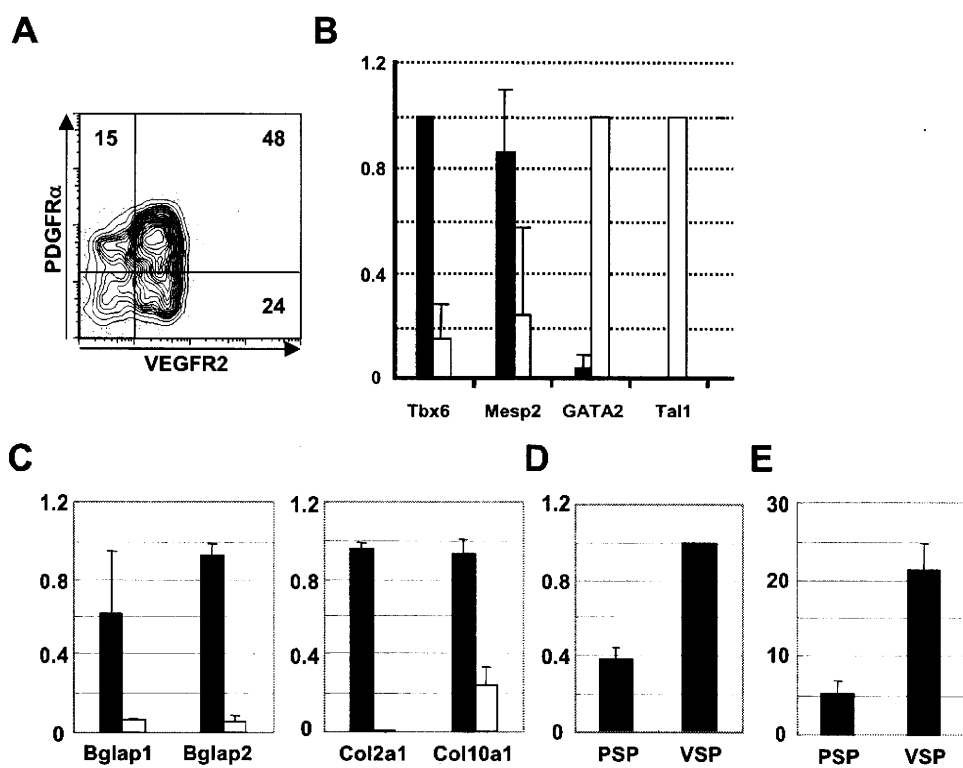 A
15
48
24
PDGFRα
VEGFR2
B
1.2
0.8
0.4
0
Tbx6 Mesp2 GATA2 Tal1
C
1.2
0.8
0.4
0
Bglap1 Bglap2
1.2
0.8
0.4
0
Col2a1 Col10a1
D
1.2
0.8
0.4
0
PSP VSP
E
30
20
10
0
PSP VSP